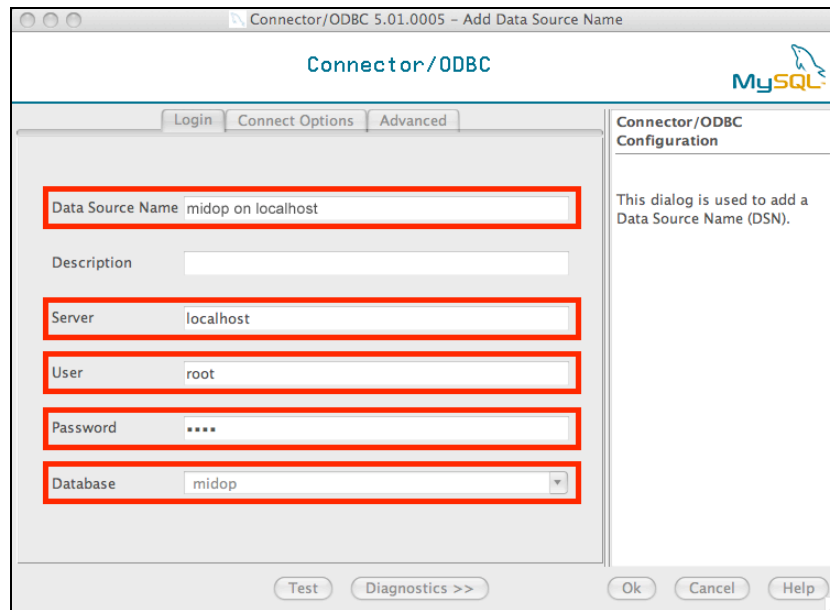 Connector/ODBC 5.01.0005 – Add Data Source Name
Connector/ODBC
MySQL
Login Connect Options Advanced
Connector/ODBC
Configuration
This dialog is used to add a
Data Source Name (DSN).
Data Source Name midop on localhost
Description
Server localhost
User root
Password ••••
Database midop
Test Diagnostics >> Ok Cancel Help